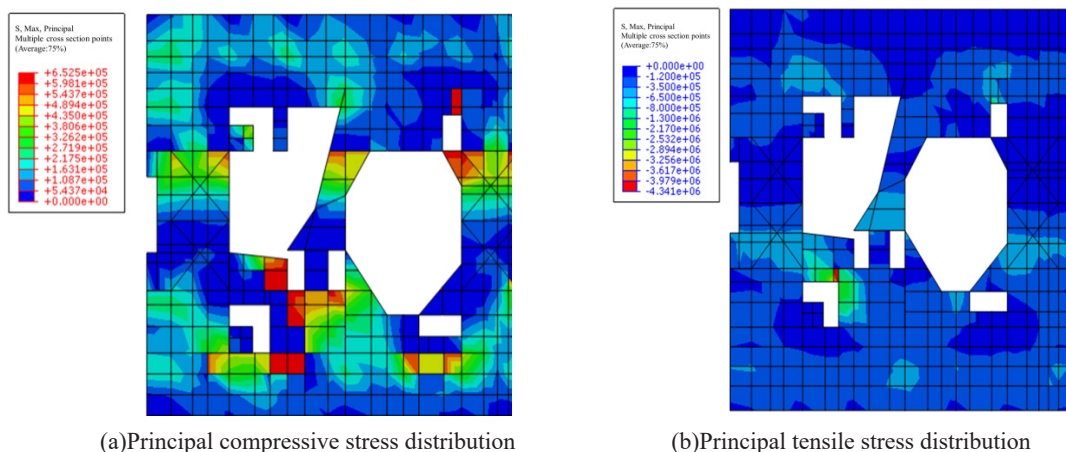 S, Max, Principal
Multiple cross section points
(Average:75%)
+6.525e+05
+5.981e+05
+5.437e+05
+4.894e+05
+4.350e+05
+3.806e+05
+3.262e+05
+2.719e+05
+2.175e+05
+1.631e+05
+1.087e+05
+5.437e+04
+0.000e+00
S, Max, Principal
Multiple cross section points
(Average:75%)
+0.000e+00
-1.200e+05
-3.500e+05
-6.500e+05
-8.000e+05
-1.300e+06
-2.170e+06
-2.532e+06
-2.894e+06
-3.256e+06
-3.617e+06
-3.979e+06
-4.341e+06
(a)Principal compressive stress distribution
(b)Principal tensile stress distribution